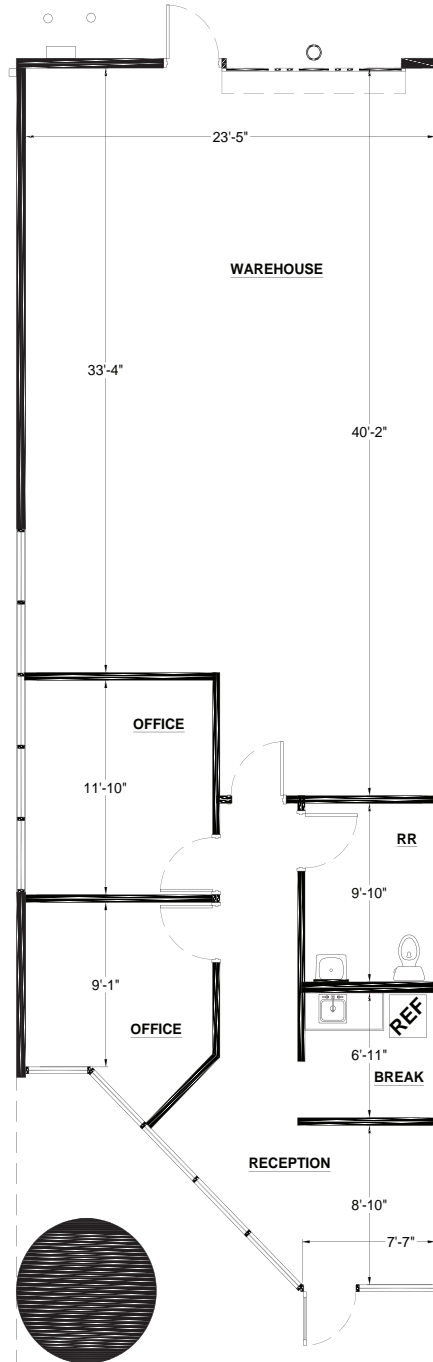 23'-5"
WAREHOUSE
33'-4"
40'-2"
OFFICE
11'-10"
RR
9'-10"
9'-1"
REF
OFFICE
6'-11"
BREAK
RECEPTION
8'-10"
7'-7"